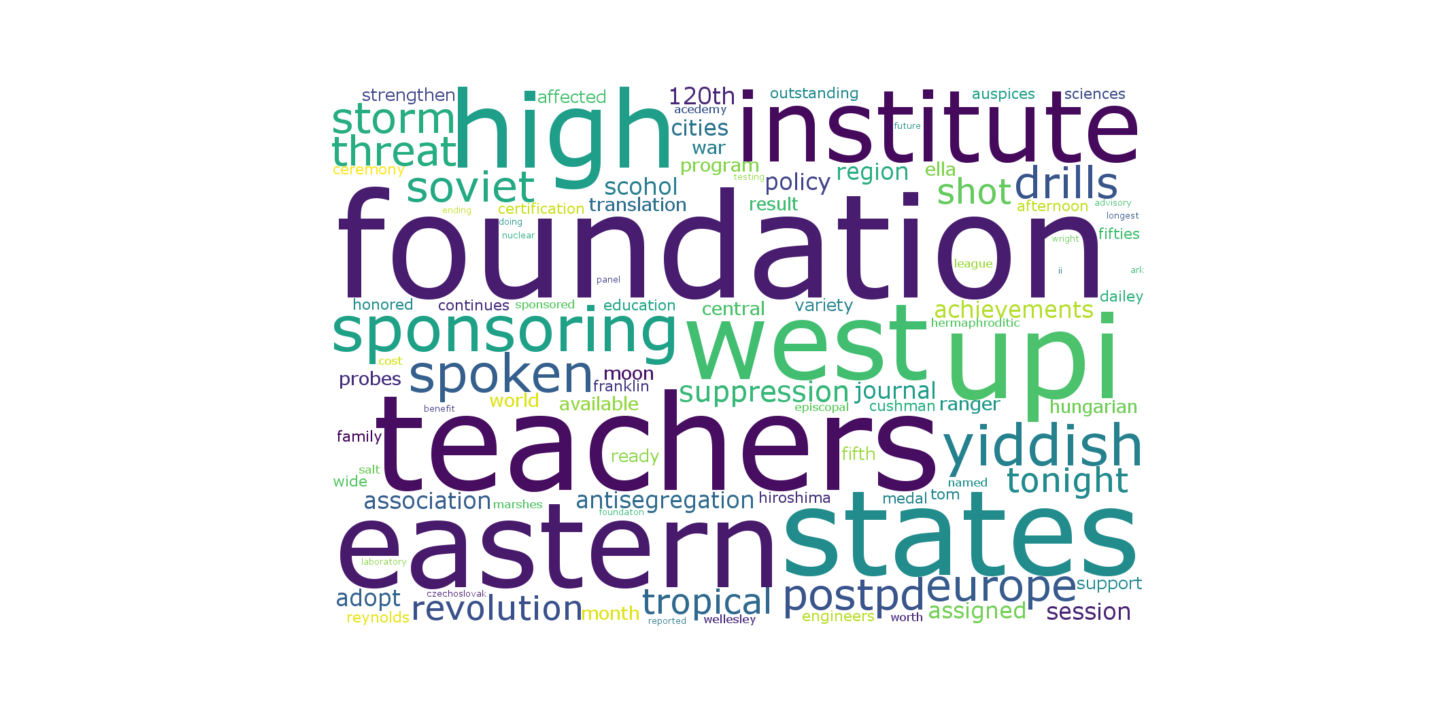 strengthen high affected 120th outstanding institute auspices sciences
storm acedemy cities future
threat war
ceremony program testing policy region ella shot drills
soviet scohol translation result afternoon advisory
foundation ending certification doing nuclear longest
fifties wright league ii ark panel
honored continues sponsored education central variety achievements dailey
sponsoring west hermaphroditic upi
cost spoken moon suppression journal
probes franklin
benefit world available episcopal cushman ranger hungarian
family teachers ready fifth yiddish
salt wide tonight
association marshes antisegregation hiroshima medal tom named
eastern foundaton states
laboratory
adopt czechoslovak revolution tropical postpd europe support
reynolds month reported wellesley engineers worth assigned session